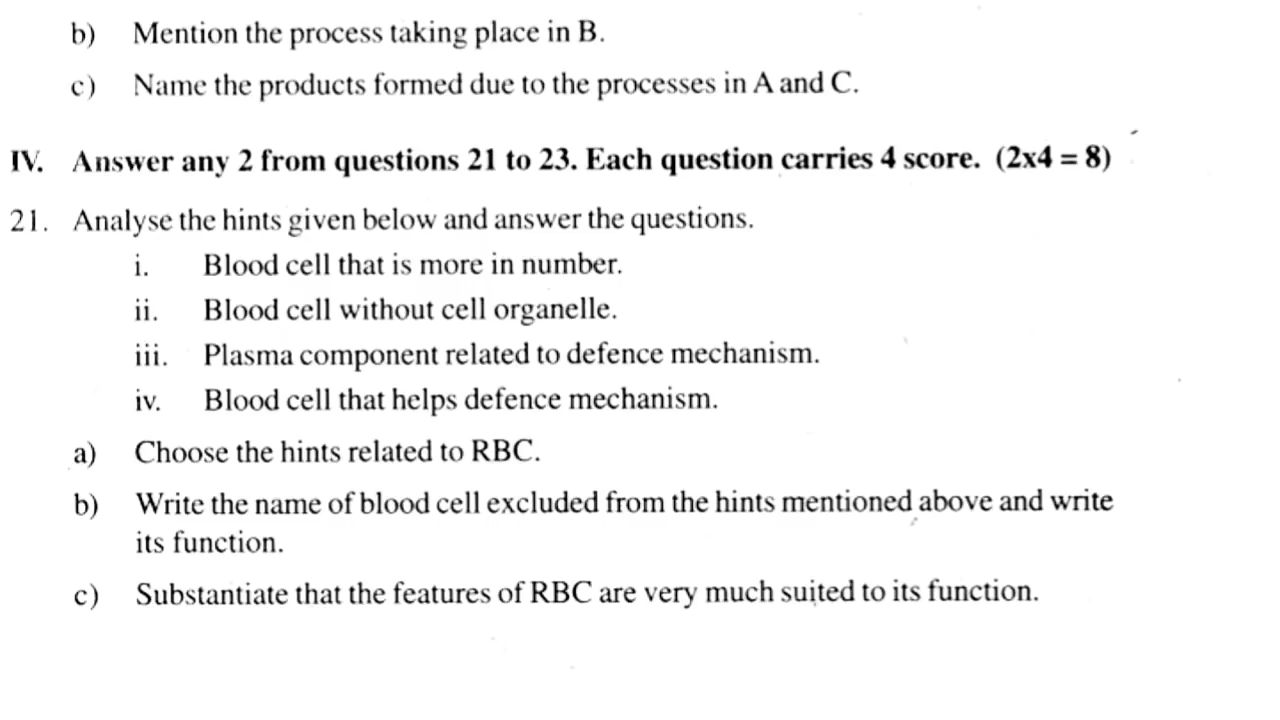 b) Mention the process taking place in B.
c) Name the products formed due to the processes in A and C.
IV. Answer any 2 from questions 21 to 23. Each question carries 4 score. (2x4 = 8)
21. Analyse the hints given below and answer the questions.
i. Blood cell that is more in number.
ii. Blood cell without cell organelle.
iii. Plasma component related to defence mechanism.
iv. Blood cell that helps defence mechanism.
a) Choose the hints related to RBC.
b) Write the name of blood cell excluded from the hints mentioned above and write
its function.
c) Substantiate that the features of RBC are very much suited to its function.